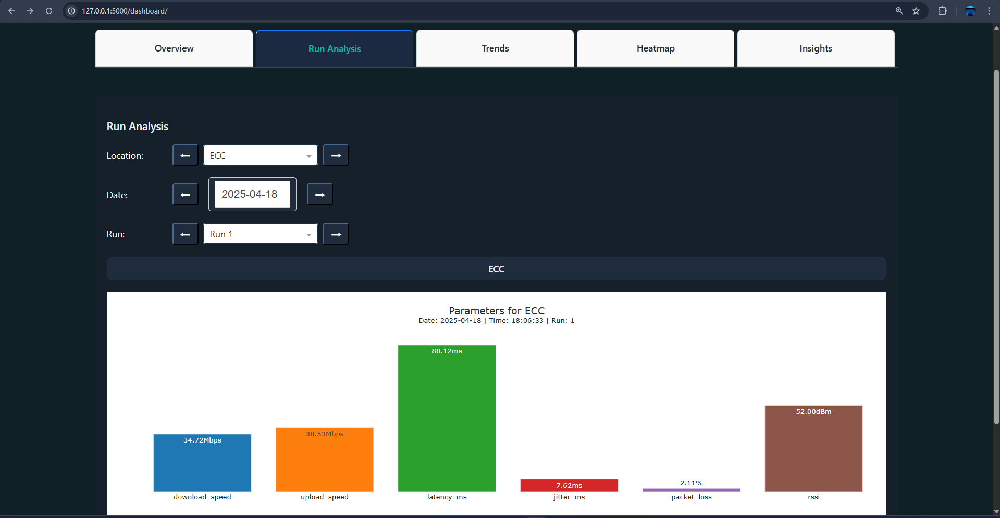 127.0.0.1:5000/dashboard/
Overview
Run Analysis
Trends
Heatmap
Insights
Run Analysis
Location:
ECC
Date:
2025-04-18
Run:
Run 1
ECC
Parameters for ECC
Date: 2025-04-18 | Time: 18:06:33 | Run: 1
34.72Mbps
38.53Mbps
88.12ms
7.62ms
2.11%
52.00dBm
download_speed
upload_speed
latency_ms
jitter_ms
packet_loss
rssi